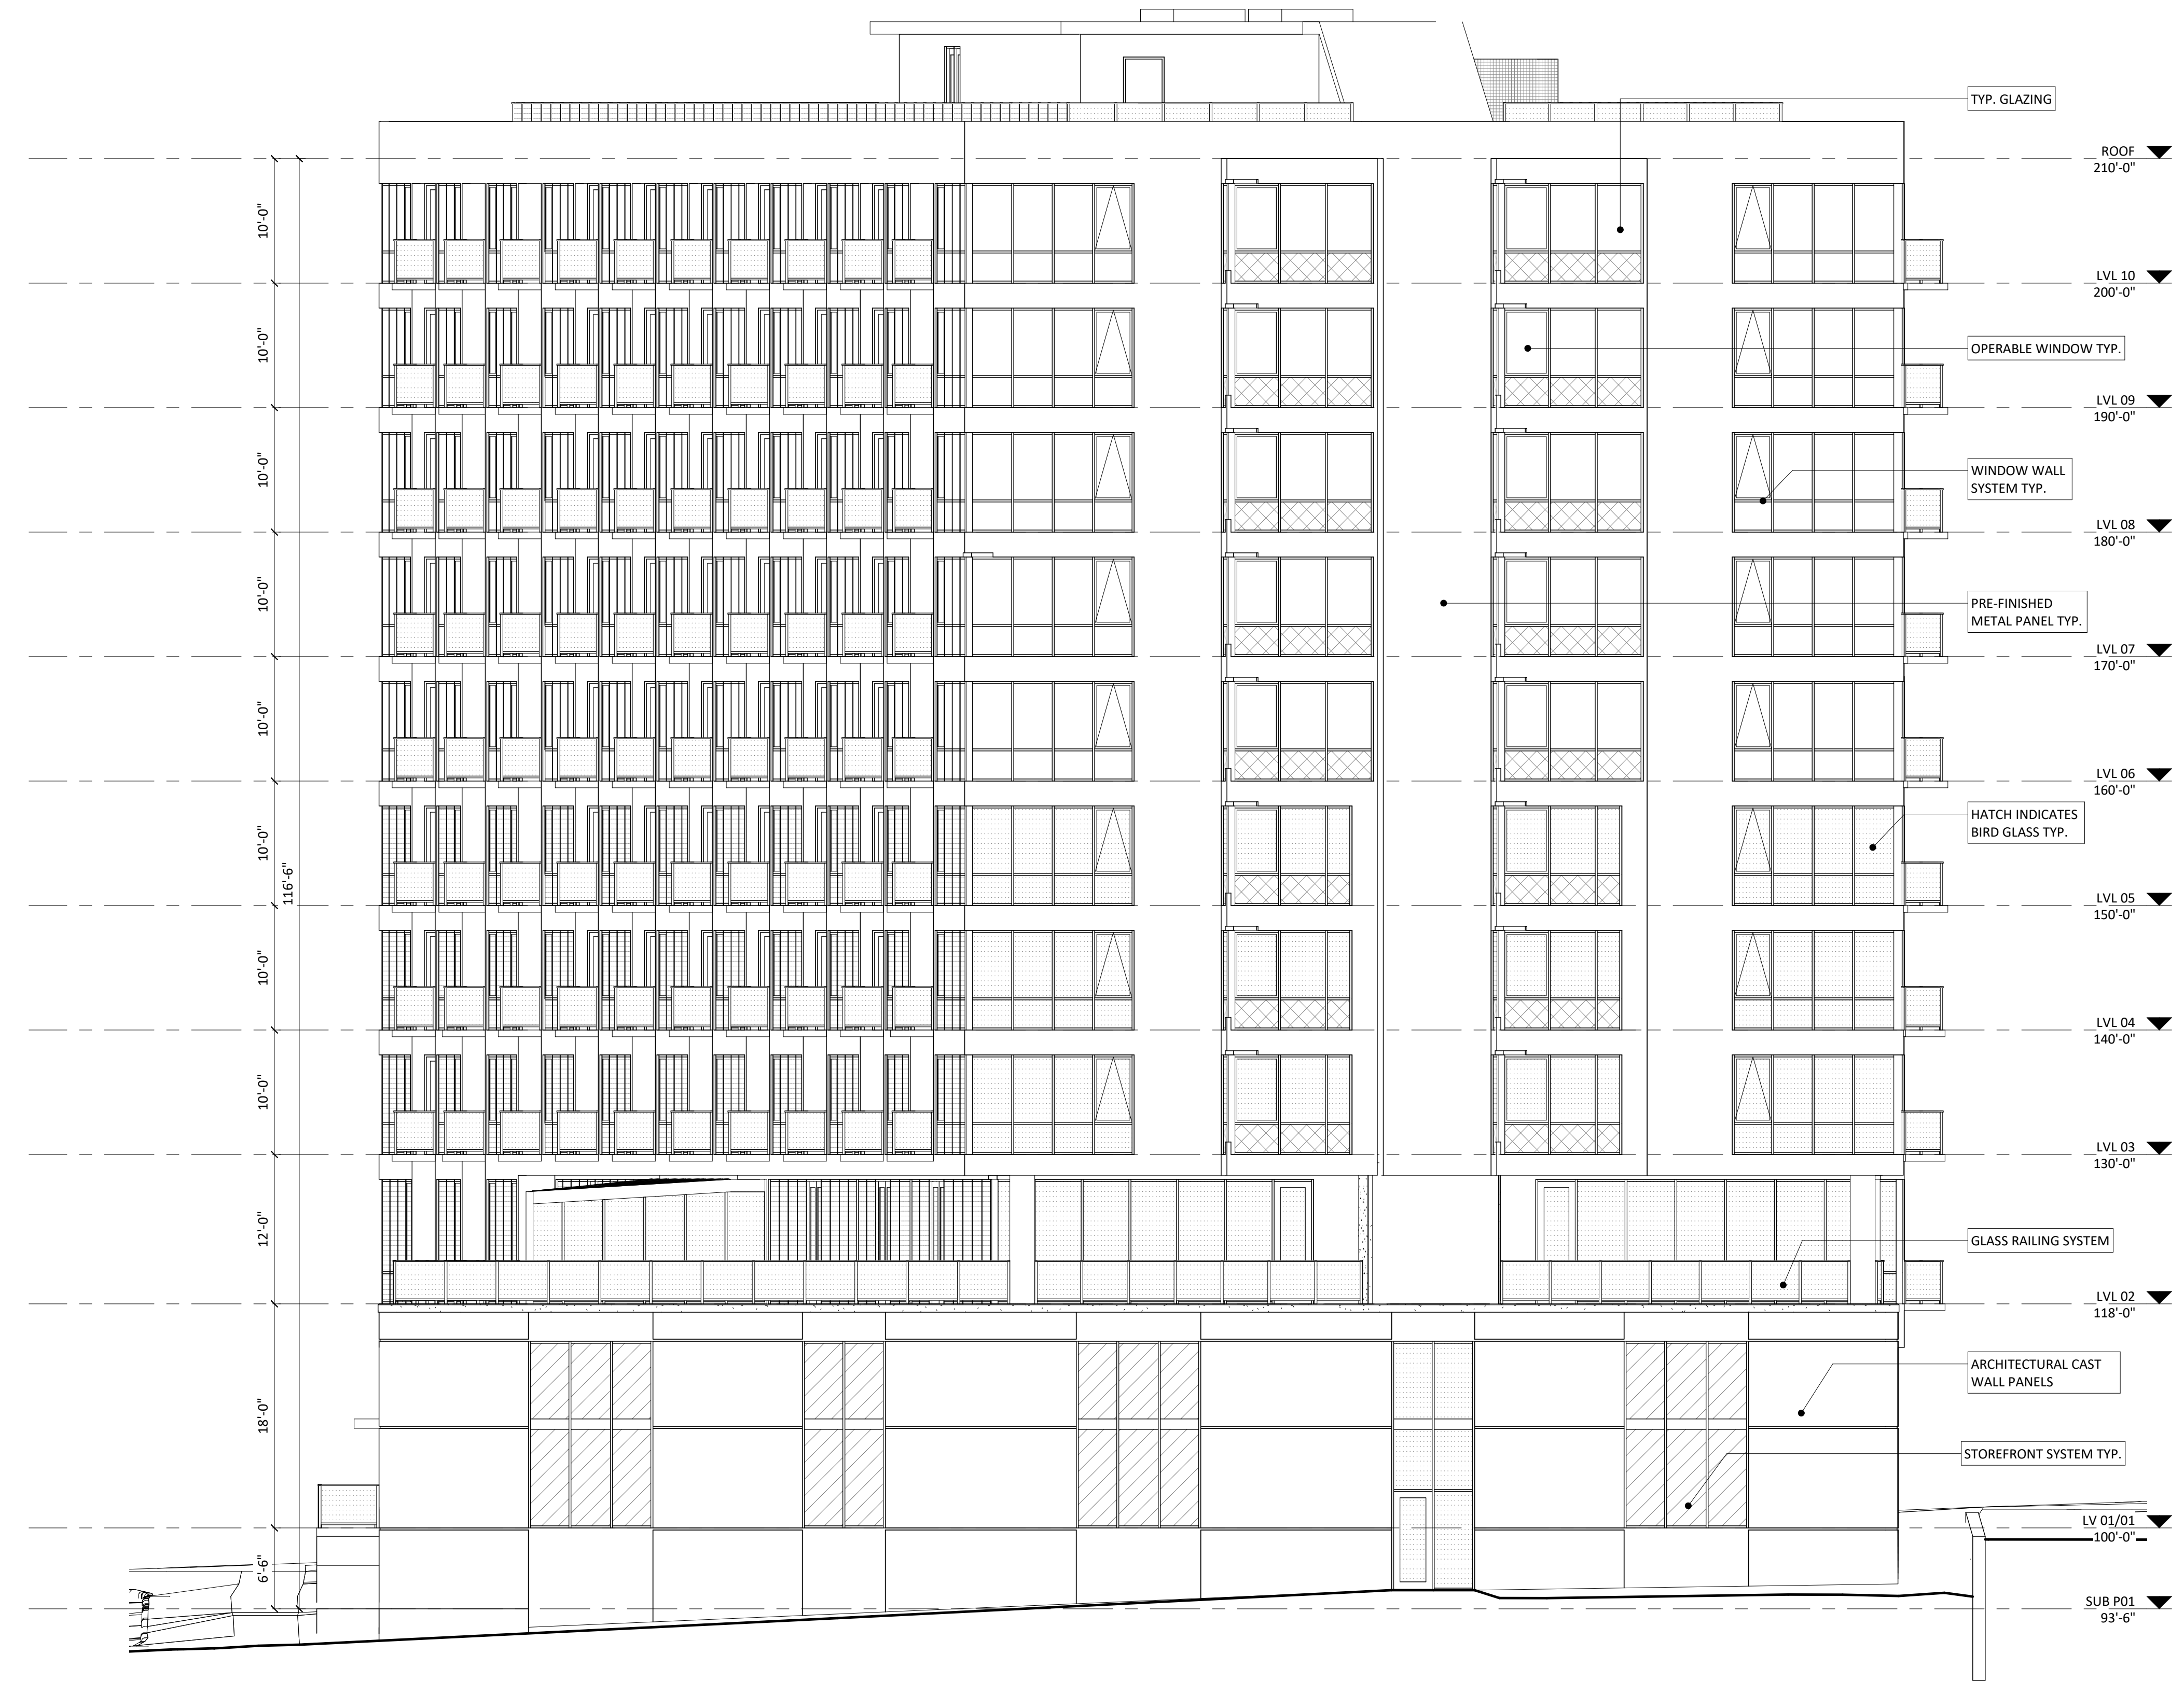 TYP. GLAZING
ROOF
210'-0"
10'-0"
LVL 10
200'-0"
10'-0"
OPERABLE WINDOW TYP.
LVL 09
190'-0"
10'-0"
WINDOW WALL
SYSTEM TYP.
LVL 08
180'-0"
10'-0"
PRE-FINISHED
METAL PANEL TYP.
LVL 07
170'-0"
10'-0"
LVL 06
160'-0"
10'-0"
HATCH INDICATES
BIRD GLASS TYP.
116'-6"
LVL 05
150'-0"
10'-0"
LVL 04
140'-0"
10'-0"
LVL 03
130'-0"
12'-0"
GLASS RAILING SYSTEM
LVL 02
118'-0"
ARCHITECTURAL CAST
WALL PANELS
18'-0"
STOREFRONT SYSTEM TYP.
LV 01/01
100'-0"
6'-6"
SUB P01
93'-6"